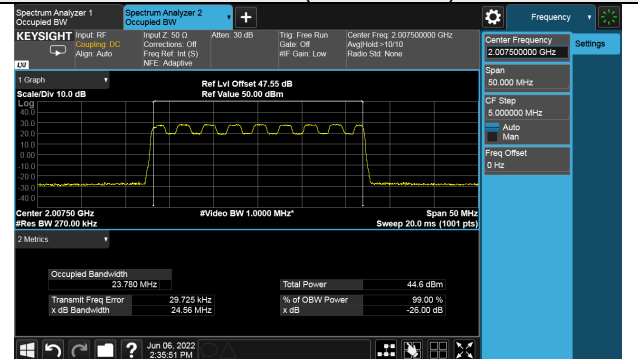 Spectrum Analyzer 1
Occupied BW
Spectrum Analyzer 2
Occupied BW
Frequency
KEYSIGHT
Input: RF
Coupling: DC
Align: Auto
Input Z: 50 Ω
Corrections: Off
Freq Ref: Int (S)
NFE: Adaptive
Atten: 30 dB
Trig: Free Run
Gate: Off
#IF Gain: Low
Center Freq: 2.007500000 GHz
Avg|Hold:>10/10
Radio Std: None
LXI
Center Frequency
2.007500000 GHz
Settings
Span
50.000 MHz
CF Step
5.000000 MHz
Auto
Man
Freq Offset
0 Hz
1 Graph
Scale/Div 10.0 dB
Ref Lvl Offset 47.55 dB
Ref Value 50.00 dBm
Log
40.0
30.0
20.0
10.0
0.00
-10.0
-20.0
-30.0
-40.0
Center 2.00750 GHz
#Res BW 270.00 kHz
#Video BW 1.0000 MHz*
Span 50 MHz
Sweep 20.0 ms (1001 pts)
2 Metrics
Occupied Bandwidth
23.780 MHz
Total Power 44.6 dBm
Transmit Freq Error 29.725 kHz
% of OBW Power 99.00 %
x dB Bandwidth 24.56 MHz
x dB -26.00 dB
?
Jun 06, 2022
2:35:51 PM